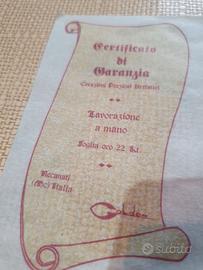 Certificato
di
Garanzia
Lavorazione
a mano
Foglia oro 22 Kt.
Recanati
(Mc) Italia
subito